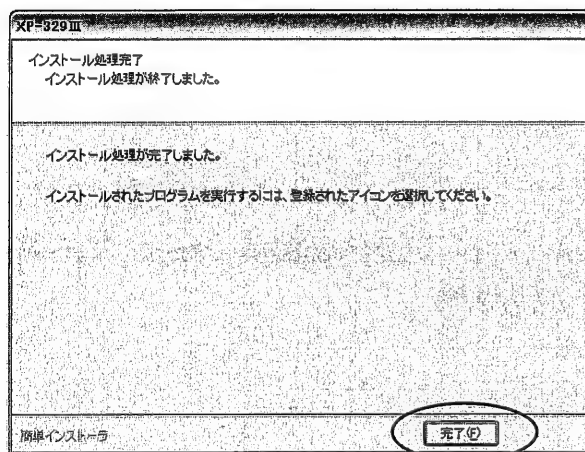 XP-329Ⅲ
インストール処理完了
インストール処理が終了しました。
インストール処理が完了しました。
インストールされたプログラムを実行するには、登録されたアイコンを選択してください。
簡単インストーラ
完了(F)